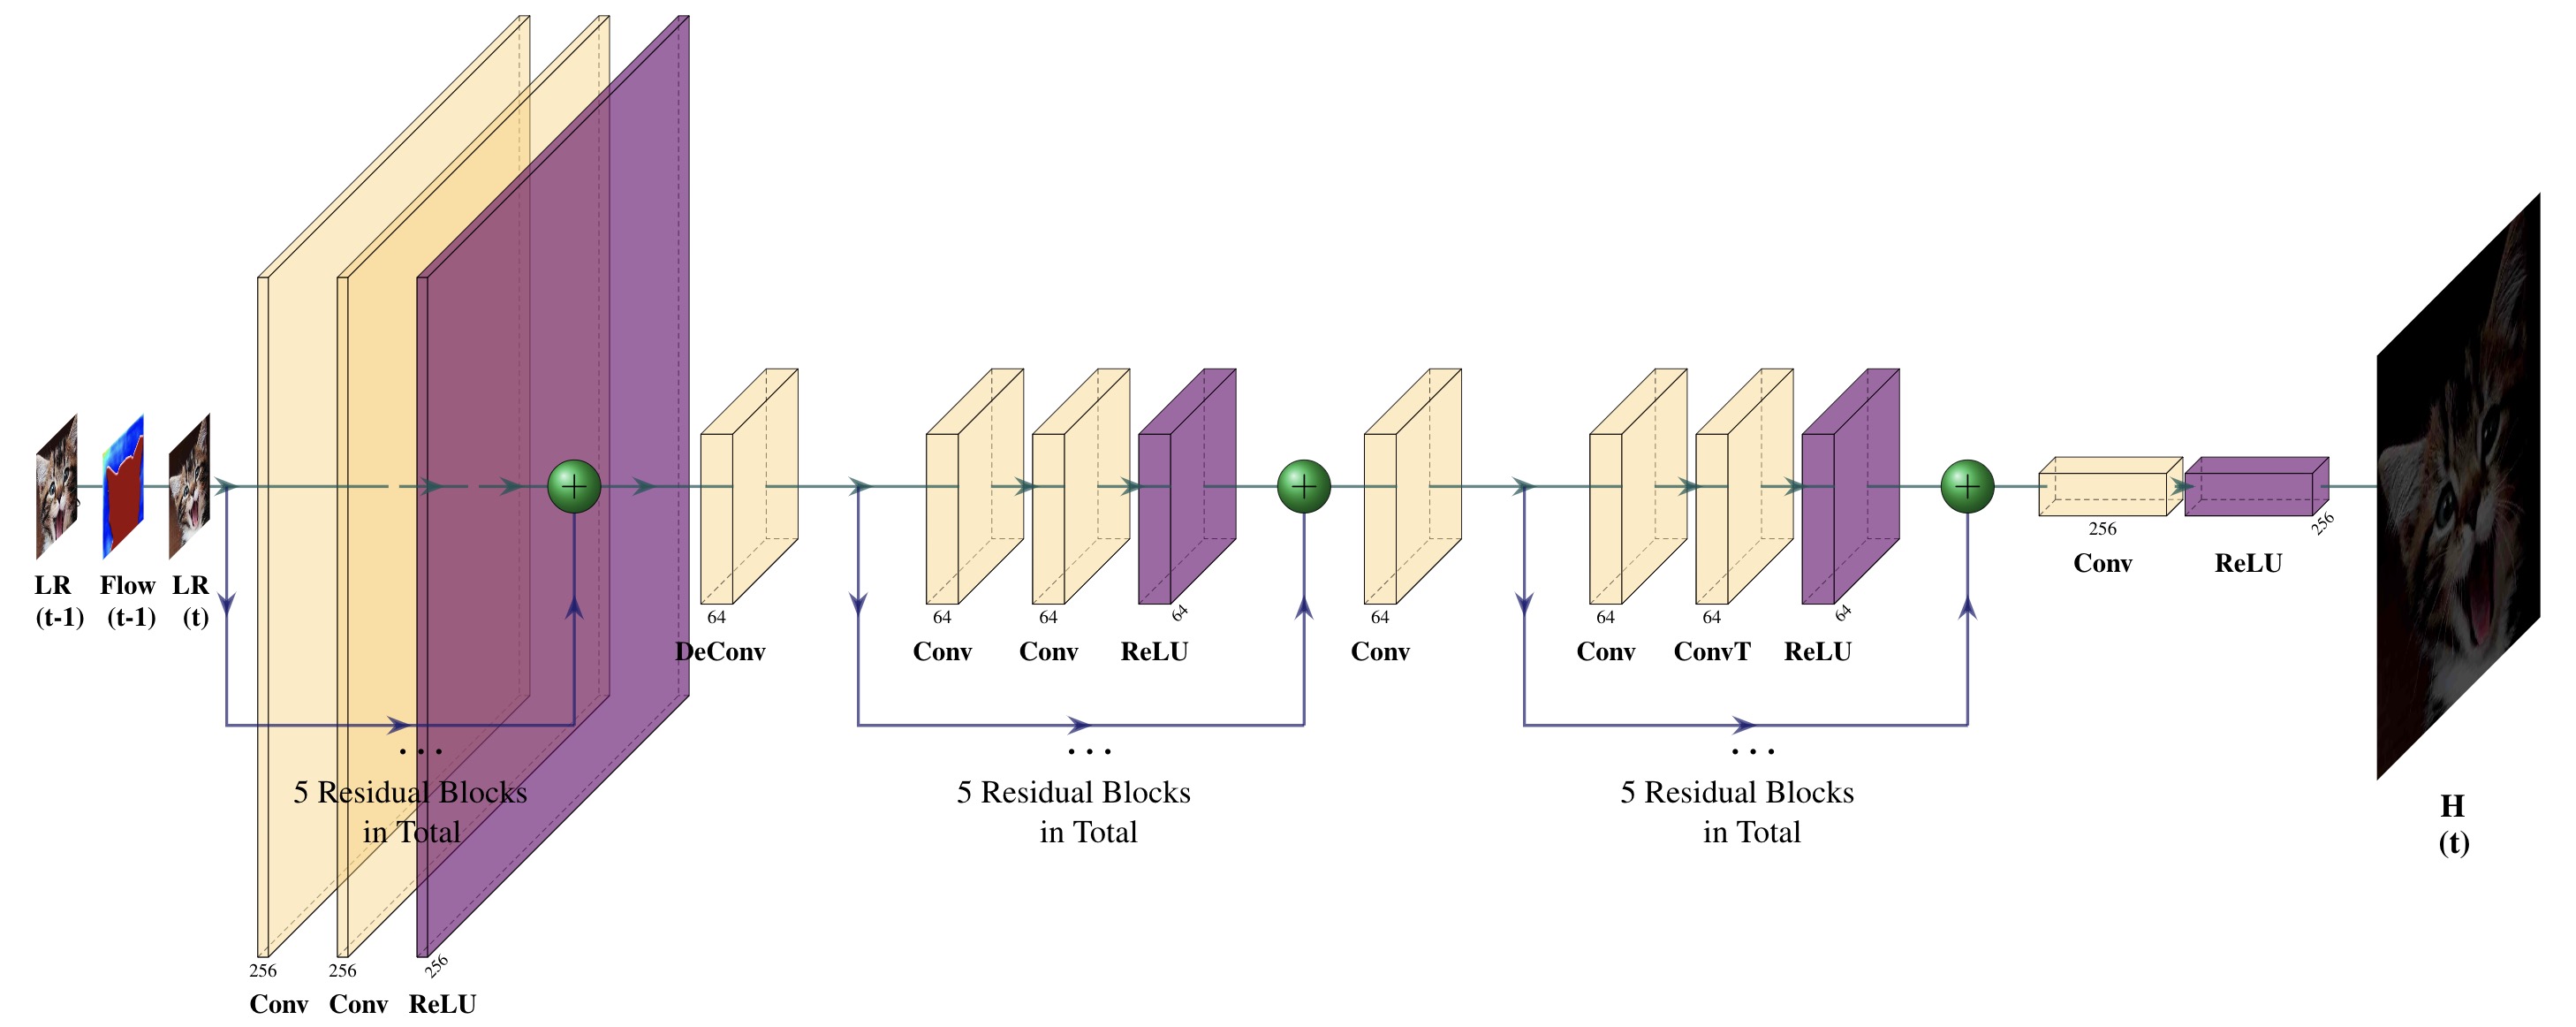 LR
(t-1)
Flow
(t-1)
LR
(t)
256
Conv
256
Conv
256
ReLU
5 Residual Blocks
in Total
64
DeConv
64
Conv
64
Conv
64
ReLU
5 Residual Blocks
in Total
64
Conv
64
Conv
64
ConvT
64
ReLU
5 Residual Blocks
in Total
256
Conv
256
ReLU
H
(t)